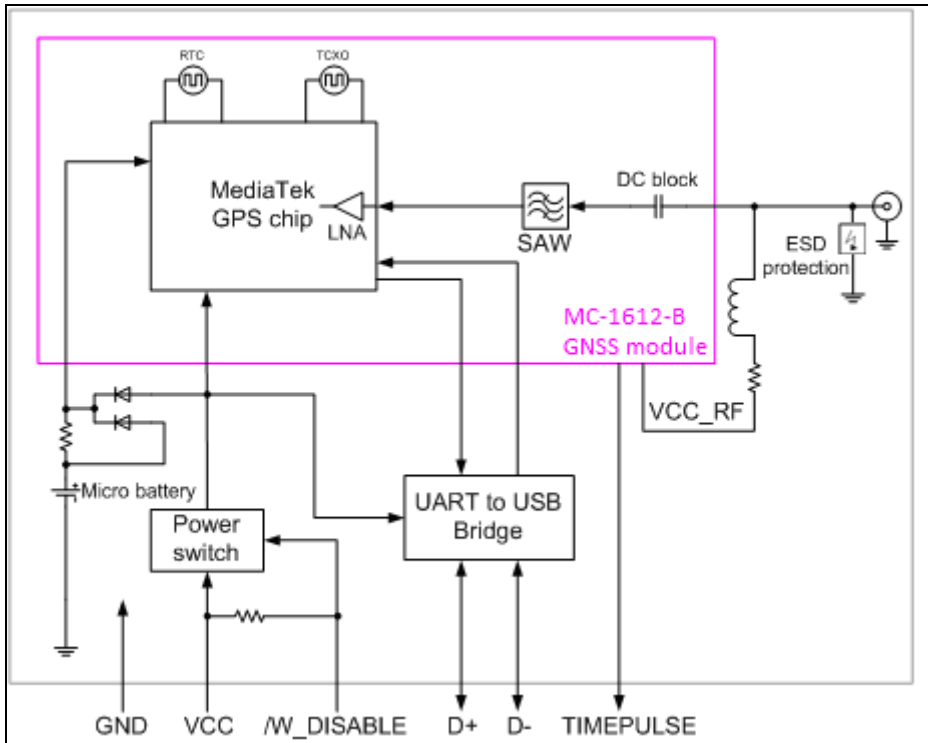 RTC
TCXO
MediaTek
GPS chip
LNA
SAW
DC block
ESD
protection
MC-1612-B
GNSS module
VCC_RF
Micro battery
Power
switch
UART to USB
Bridge
GND
VCC
/W_DISABLE
D+
D-
TIMEPULSE